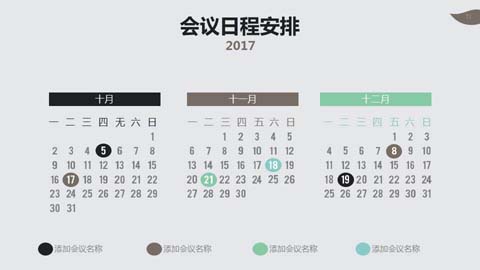 会议日程安排
2017
十月
一 二 三 四 无 六 日
1
2 3 4 5 6 7 8
9 10 11 12 13 14 15
16 17 18 19 20 21 22
23 24 25 26 27 28 29
30 31
十一月
一 二 三 四 五 六 日
1 2 3 4 5
6 7 8 9 10 11 12
13 14 15 16 17 18 19
20 21 22 23 24 25 26
27 28 29 30
十二月
一 二 三 四 五 六 日
1 2 3
4 5 6 7 8 9 10
11 12 13 14 15 16 17
18 19 20 21 22 23 24
25 26 27 28 29 30 31
添加会议名称
添加会议名称
添加会议名称
添加会议名称